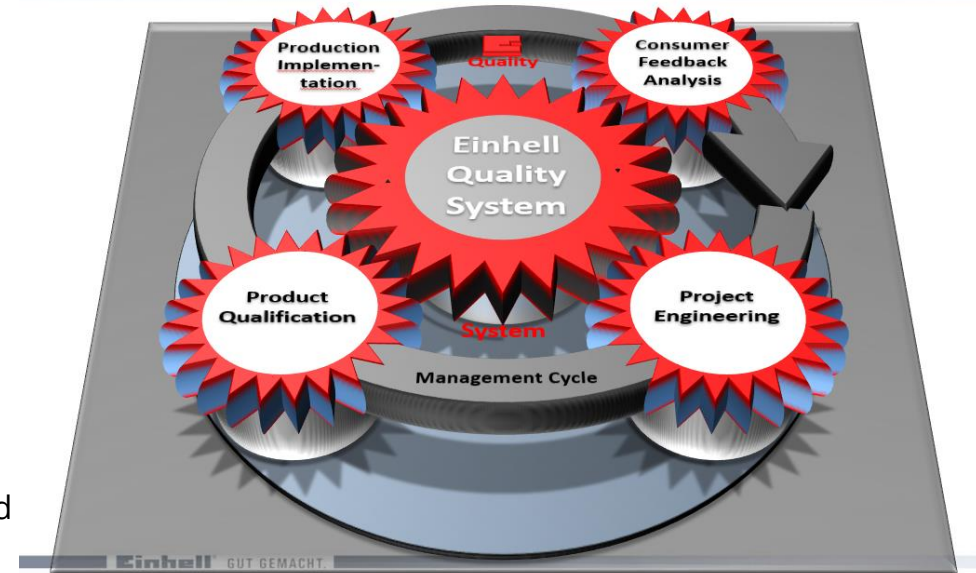 Production
Implemen-
tation
Quality
Consumer
Feedback
Analysis
Einhell
Quality
System
Product
Qualification
System
Project
Engineering
Management Cycle
d
Einhell GUT GEMACHT.